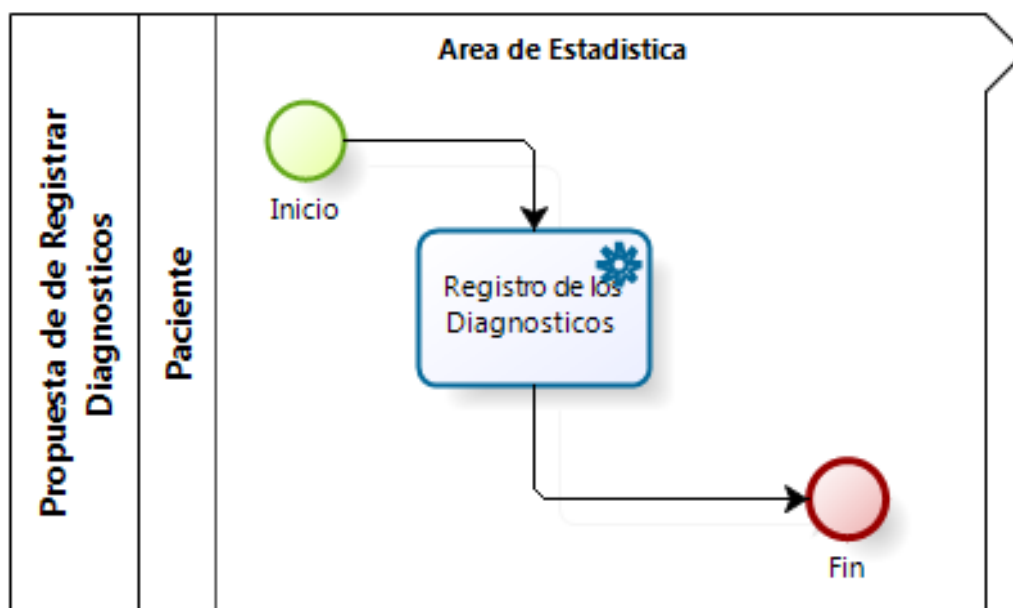 Propuesta de de Registrar
Diagnosticos
Paciente
Area de Estadistica
Inicio
Registro de los
Diagnosticos
Fin